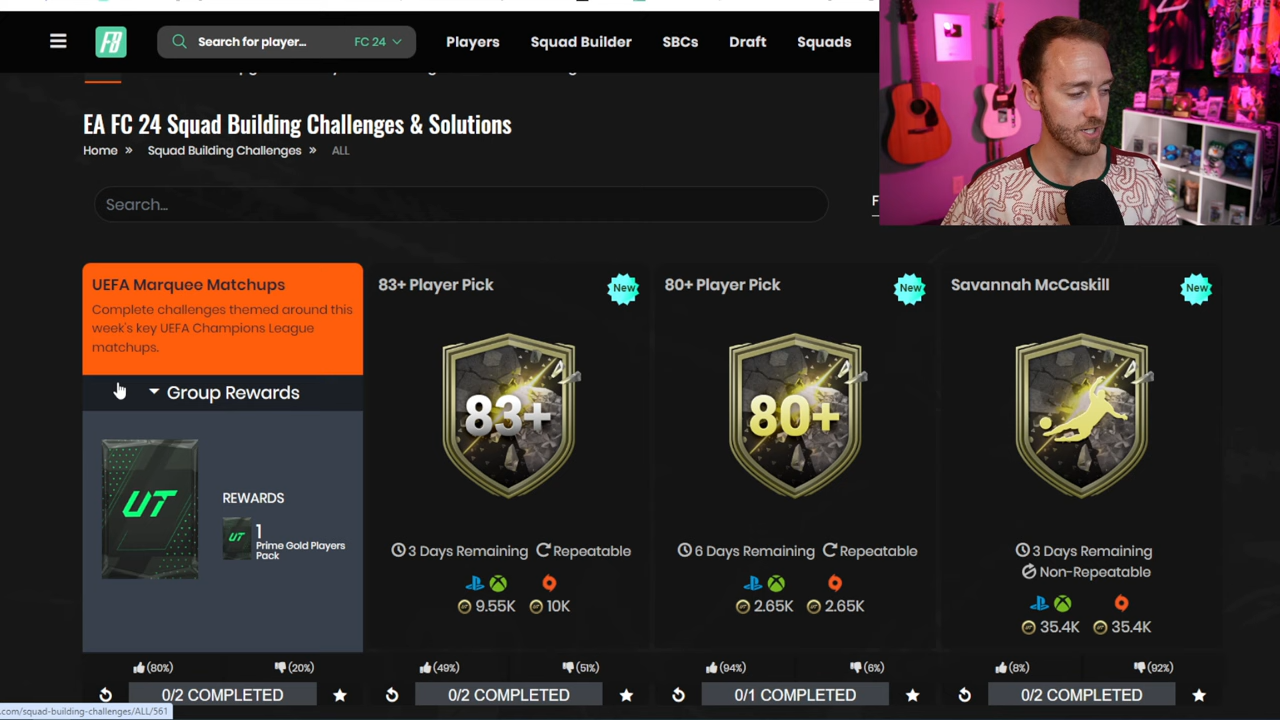 FB
Search for player...
FC 24
Players
Squad Builder
SBCs
Draft
Squads
EA FC 24 Squad Building Challenges & Solutions
Home » Squad Building Challenges » ALL
Search...
F
UEFA Marquee Matchups
Complete challenges themed around this
week's key UEFA Champions League
matchups.
Group Rewards
UT
REWARDS
UT
1
Prime Gold Players
Pack
(80%)
(20%)
0/2 COMPLETED
83+ Player Pick
New
83+
3 Days Remaining
Repeatable
9.55K
10K
(49%)
(51%)
0/2 COMPLETED
80+ Player Pick
New
80+
6 Days Remaining
Repeatable
2.65K
2.65K
(94%)
(6%)
0/1 COMPLETED
Savannah McCaskill
New
3 Days Remaining
Non-Repeatable
35.4K
35.4K
(8%)
(92%)
0/2 COMPLETED
.com/squad-building-challenges/ALL/561